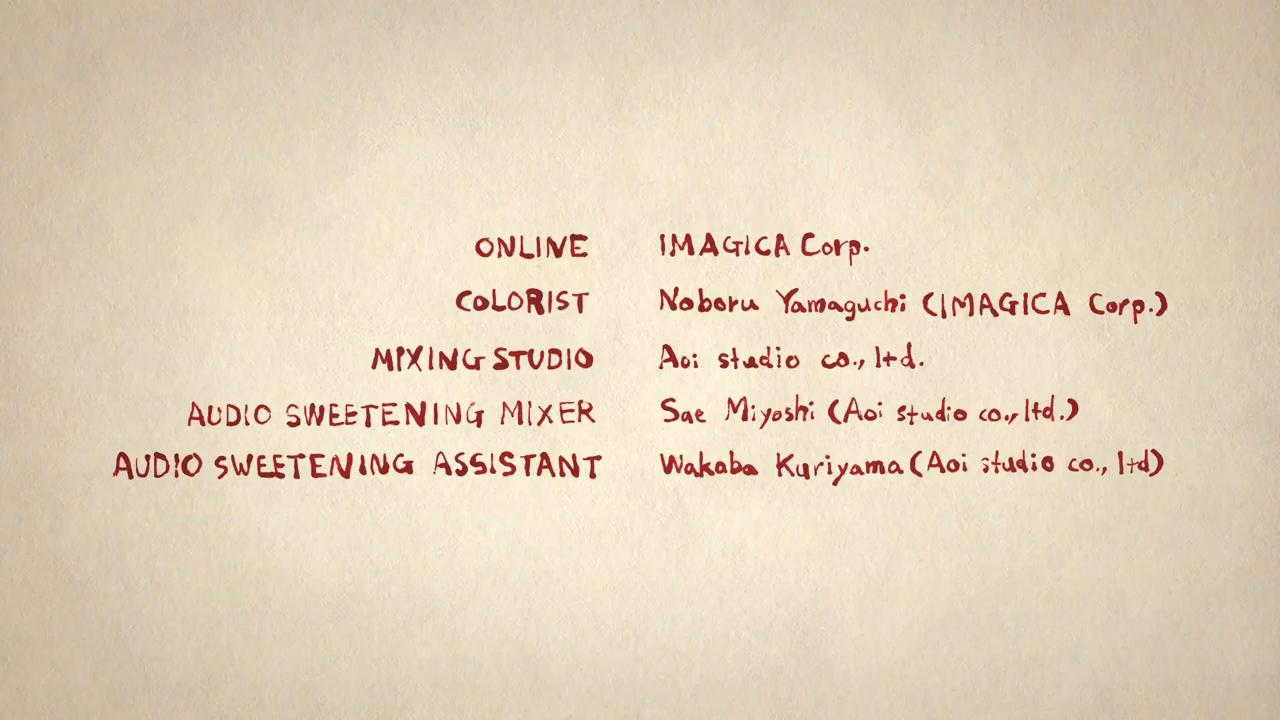 ONLINE IMAGICA Corp.
COLORIST Noboru Yamaguchi (IMAGICA Corp.)
MIXING STUDIO Aoi studio co., ltd.
AUDIO SWEETENING MIXER Sae Miyoshi (Aoi studio co., ltd.)
AUDIO SWEETENING ASSISTANT Wakaba Kuriyama (Aoi studio co., ltd)